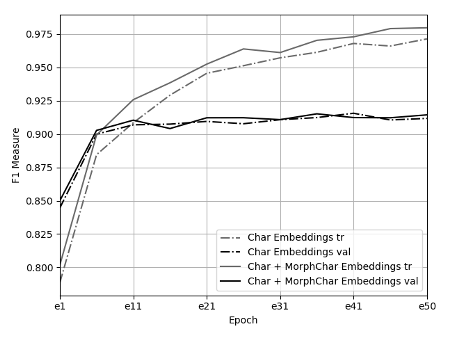 0.975
0.950
0.925
0.900
0.875
0.850
0.825
0.800
F1 Measure
Char Embeddings tr
Char Embeddings val
Char + MorphChar Embeddings tr
Char + MorphChar Embeddings val
e1 e11 e21 e31 e41 e50
Epoch